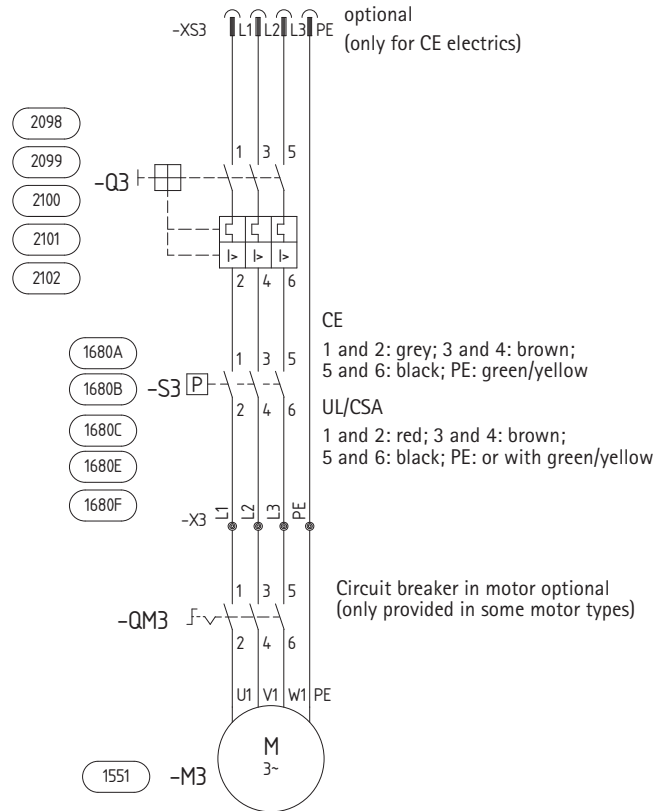 optional
-XS3 L1 L2 L3 PE
(only for CE electrics)
2098
2099
1 3 5
-Q3
2100
2101
I> I> I>
2102
2 4 6
CE
1680A
1 3 5
1 and 2: grey; 3 and 4: brown;
5 and 6: black; PE: green/yellow
1680B
-S3 P
2 4 6
UL/CSA
1680C
1 and 2: red; 3 and 4: brown;
5 and 6: black; PE: or with green/yellow
1680E
1680F
-X3 L1 L2 L3 PE
1 3 5
Circuit breaker in motor optional
(only provided in some motor types)
-QM3
2 4 6
U1 V1 W1 PE
M
3~
1551
-M3